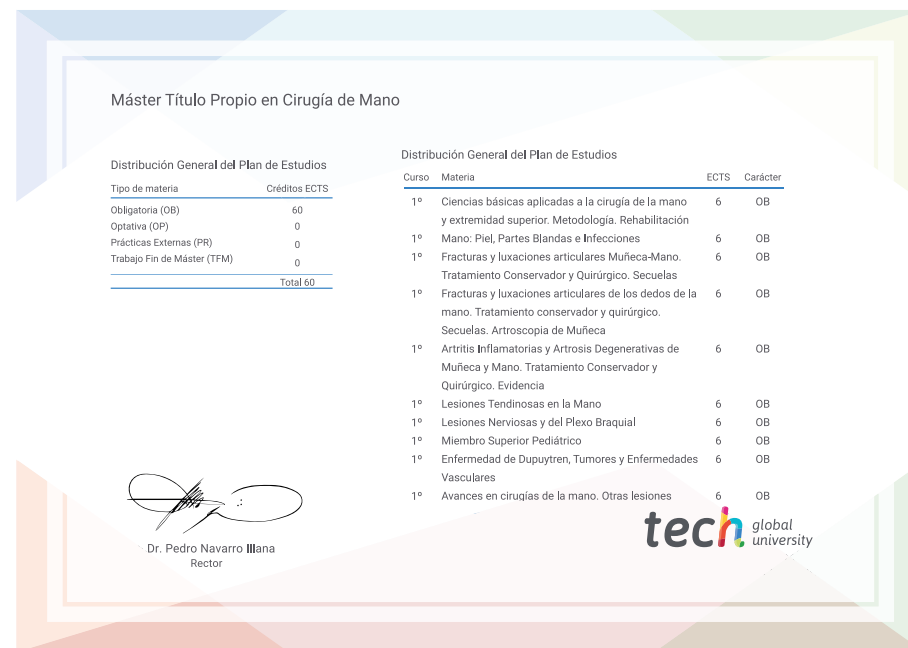 Máster Título Propio en Cirugía de Mano
Distribución General del Plan de Estudios
Tipo de materia Créditos ECTS
Obligatoria (OB) 60
Optativa (OP) 0
Prácticas Externas (PR) 0
Trabajo Fin de Máster (TFM) 0
Total 60
Distribución General del Plan de Estudios
Curso Materia ECTS Carácter
1º Ciencias básicas aplicadas a la cirugía de la mano 6 OB
y extremidad superior. Metodología. Rehabilitación
1º Mano: Piel, Partes Blandas e Infecciones 6 OB
1º Fracturas y luxaciones articulares Muñeca-Mano. 6 OB
Tratamiento Conservador y Quirúrgico. Secuelas
1º Fracturas y luxaciones articulares de los dedos de la 6 OB
mano. Tratamiento conservador y quirúrgico.
Secuelas. Artroscopia de Muñeca
1º Artritis Inflamatorias y Artrosis Degenerativas de 6 OB
Muñeca y Mano. Tratamiento Conservador y
Quirúrgico. Evidencia
1º Lesiones Tendinosas en la Mano 6 OB
1º Lesiones Nerviosas y del Plexo Braquial 6 OB
1º Miembro Superior Pediátrico 6 OB
1º Enfermedad de Dupuytren, Tumores y Enfermedades 6 OB
Vasculares
1º Avances en cirugías de la mano. Otras lesiones 6 OB
Dr. Pedro Navarro Illana
Rector
tech global
university